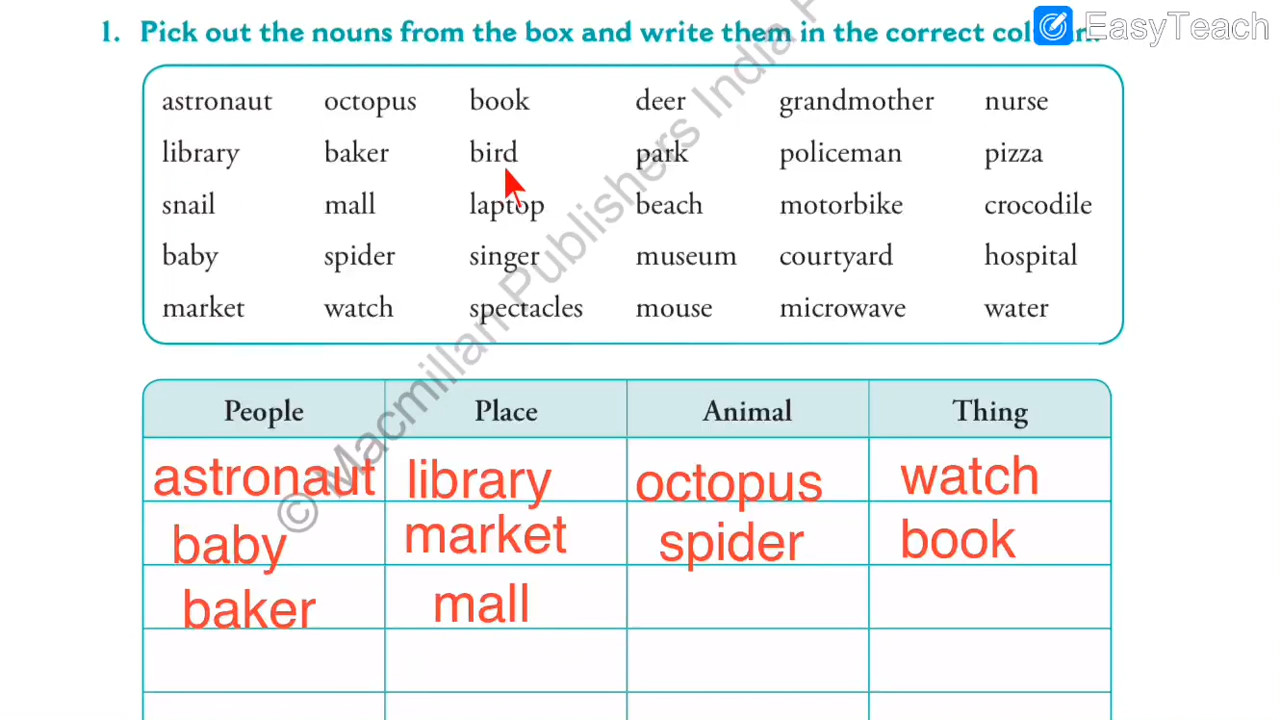 1. Pick out the nouns from the box and write them in the correct
EasyTeach
astronaut octopus book deer grandmother nurse
library baker bird park policeman pizza
snail mall laptop beach motorbike crocodile
baby spider singer museum courtyard hospital
market watch spectacles mouse microwave water
© Macmillan Publishers India
People Place Animal Thing
astronaut library octopus watch
baby market spider book
baker mall